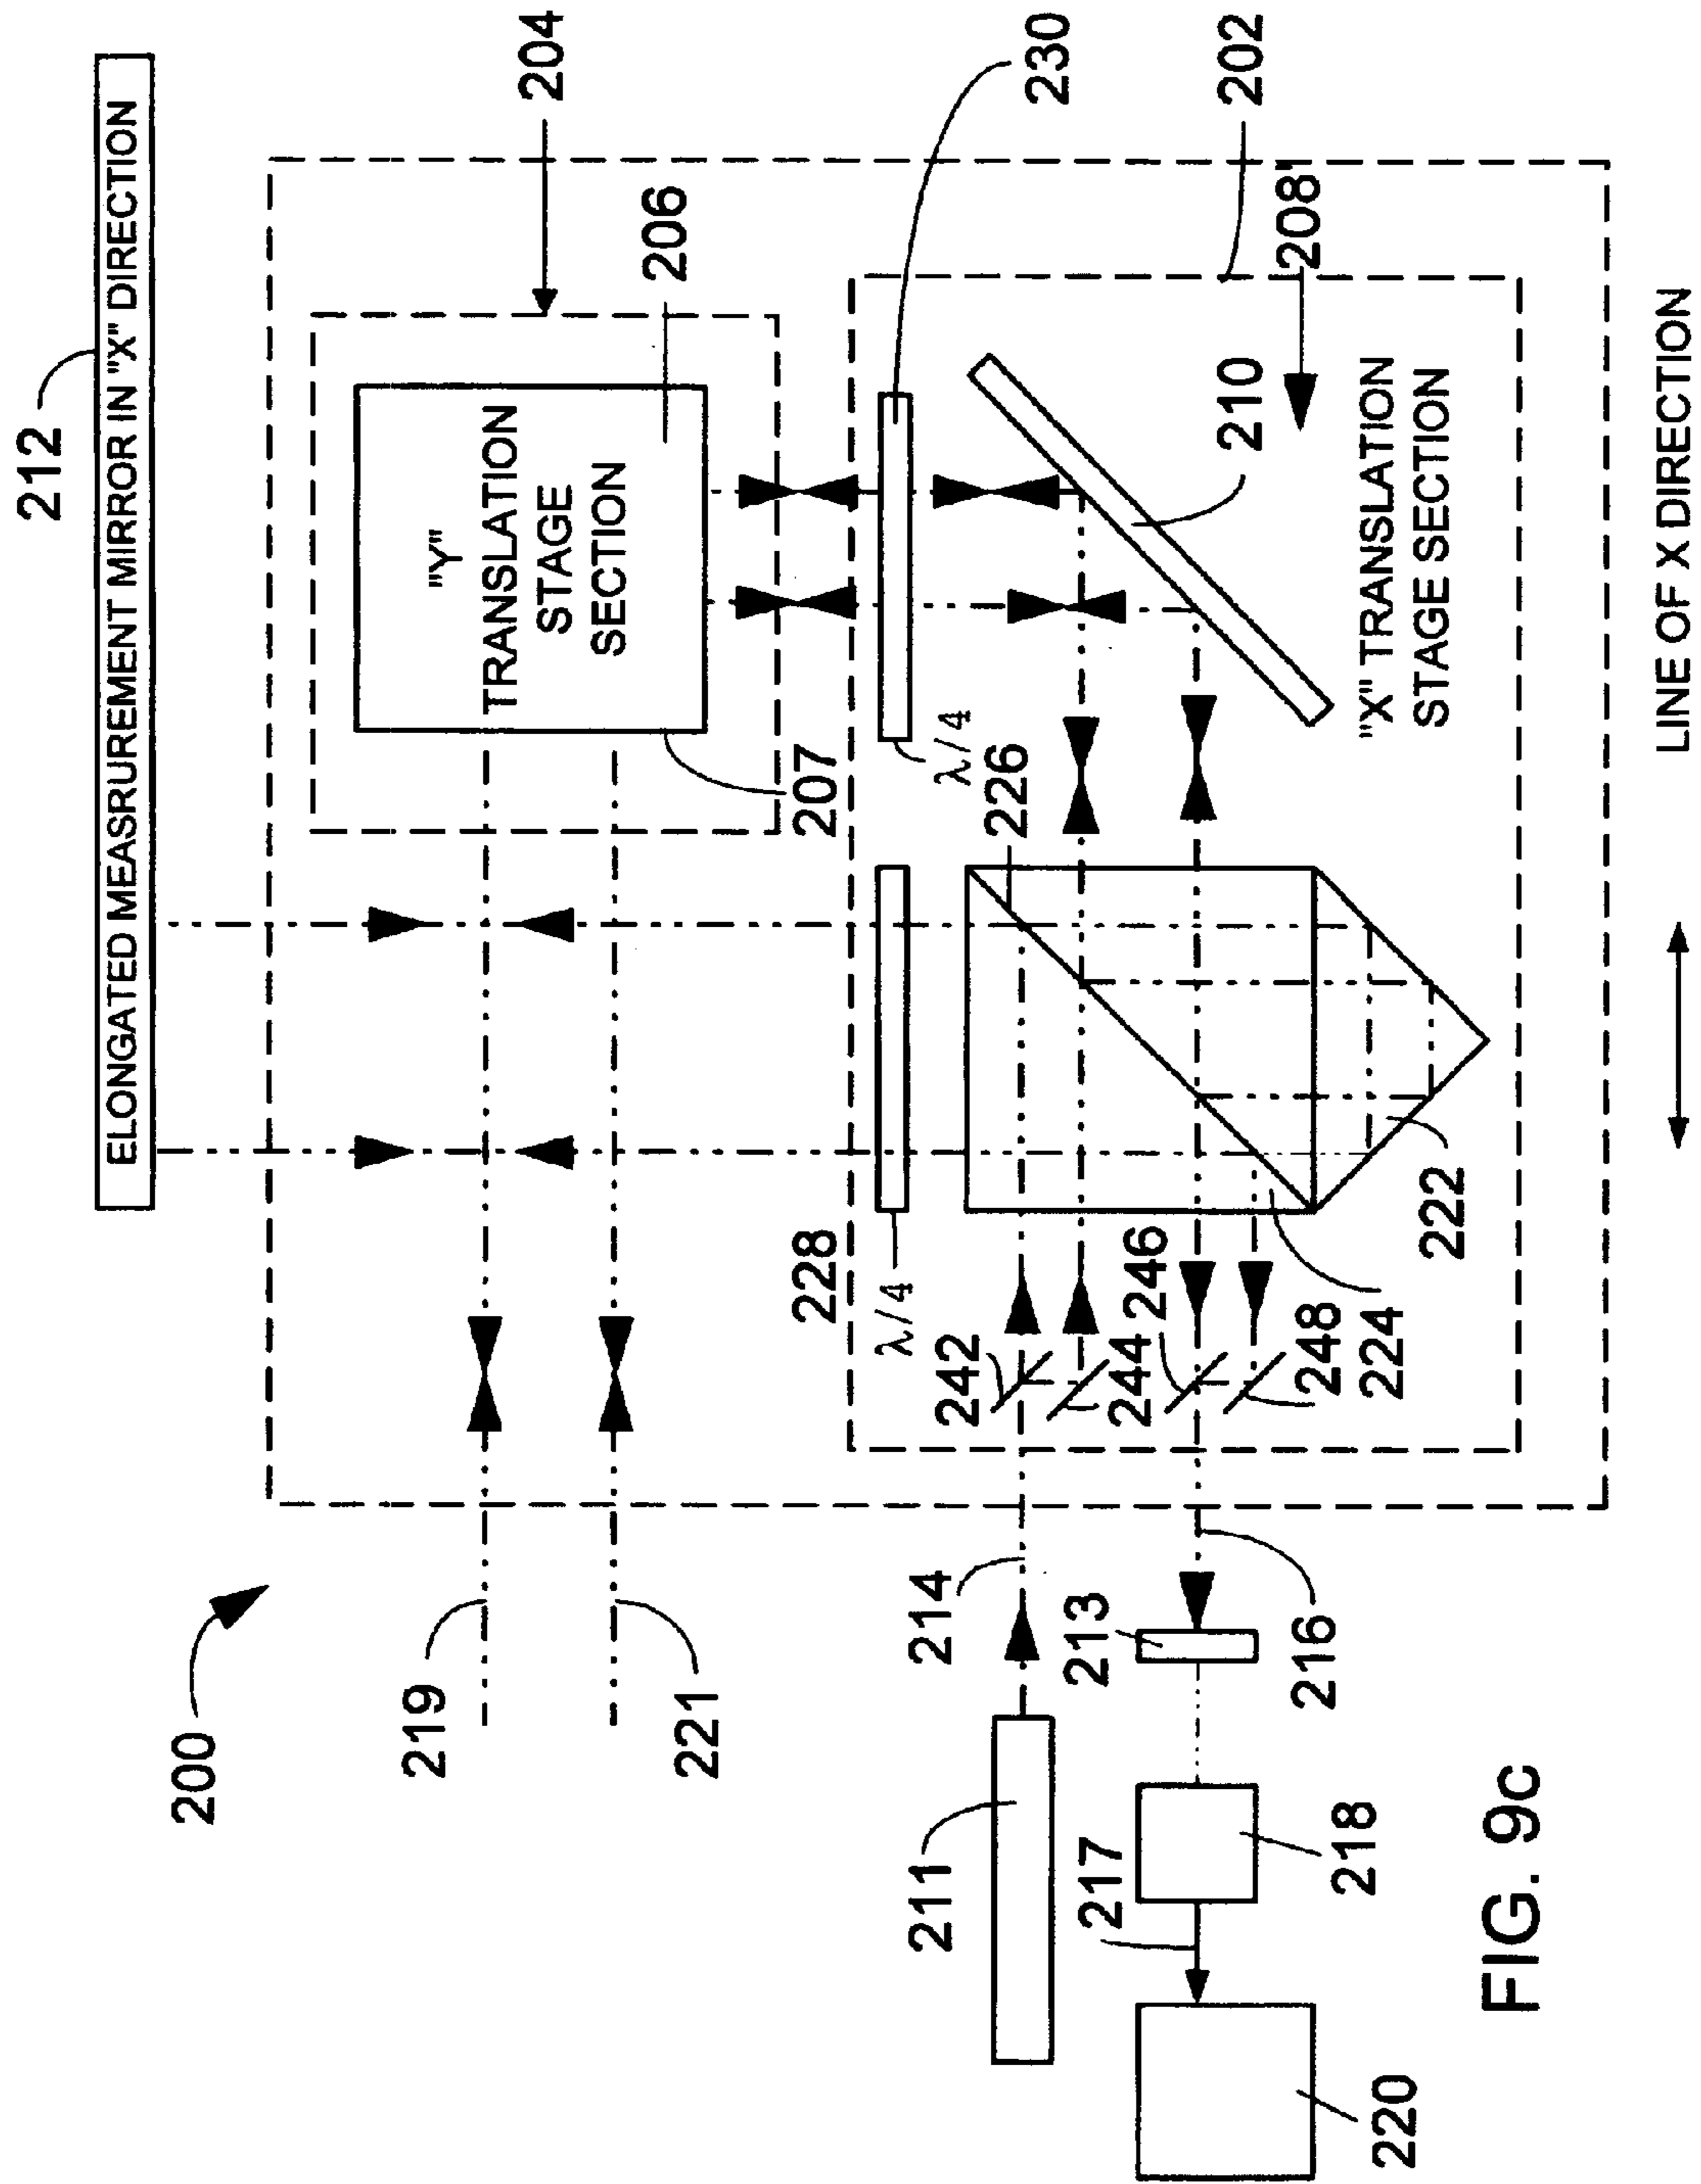 212
ELONGATED MEASRUREMENT MIRROR IN "X" DIRECTION
200
204
219
221
"Y"
TRANSLATION
STAGE
SECTION
206
207
230
202
228
λ/4
λ/4
226
208'
210
"X" TRANSLATION
STAGE SECTION
242
244
246
248
224
222
211
214
213
216
217
218
220
LINE OF X DIRECTION
FIG. 9c